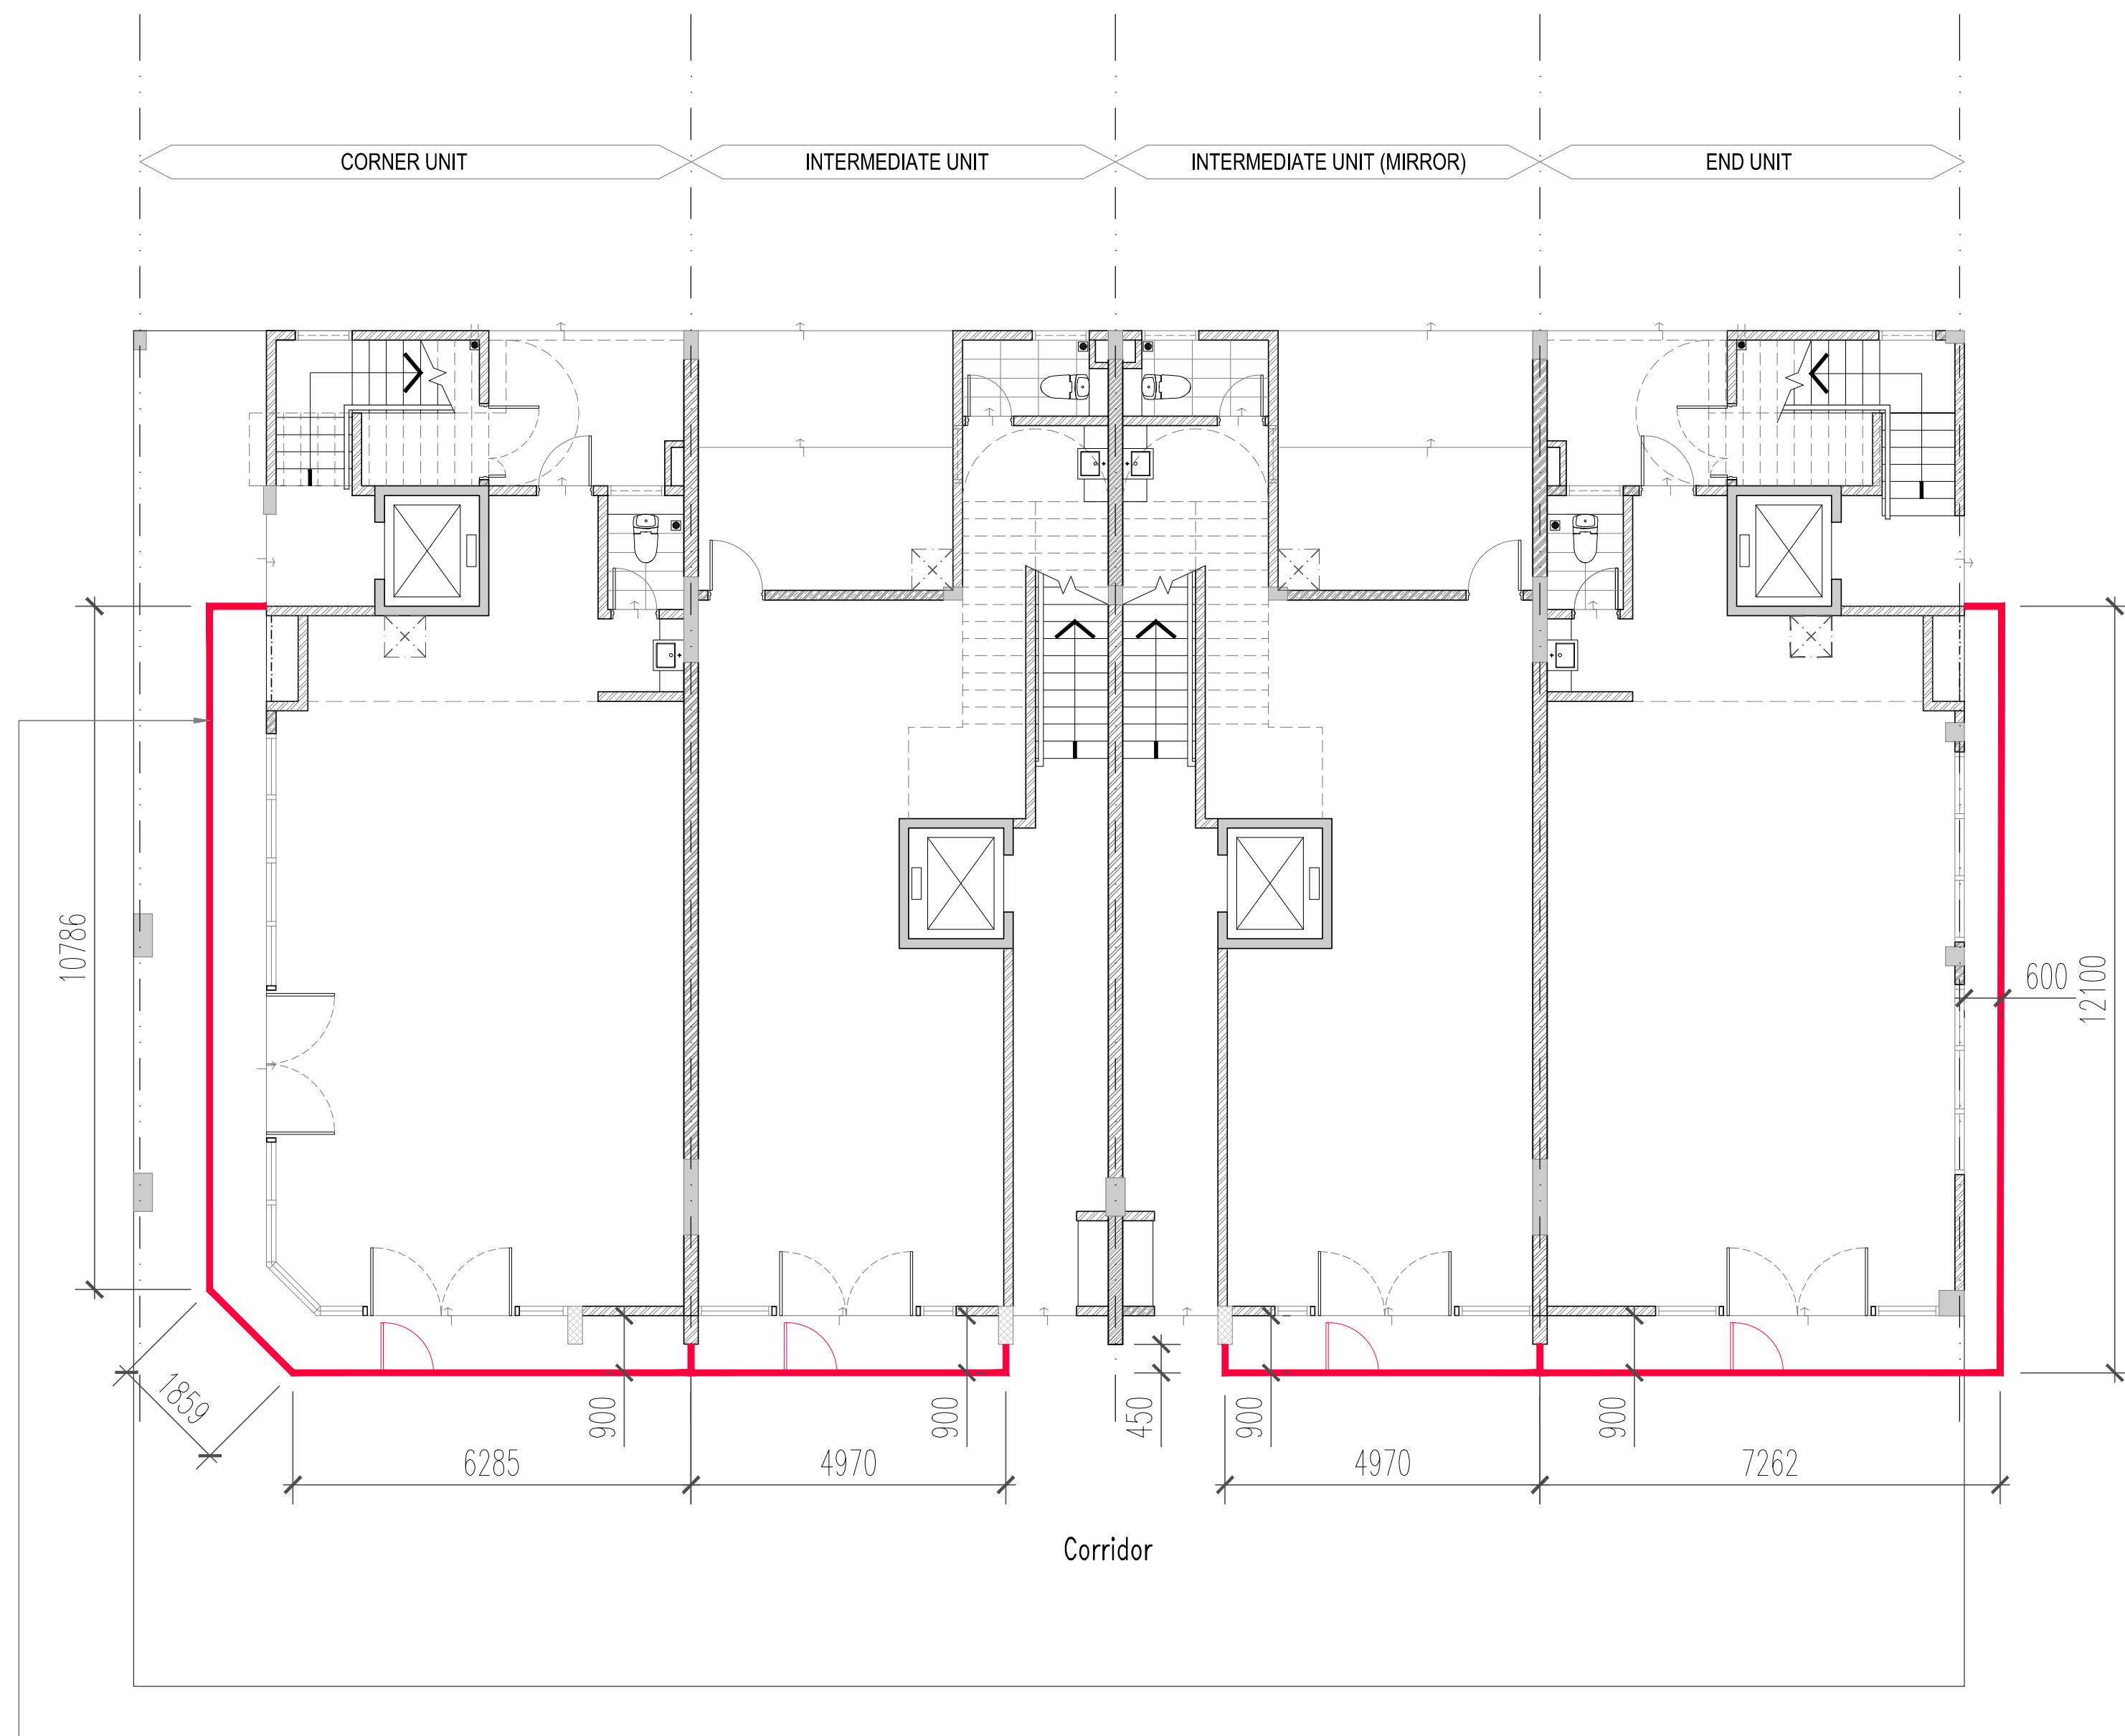 CORNER UNIT
INTERMEDIATE UNIT
INTERMEDIATE UNIT (MIRROR)
END UNIT
10786
600
12100
1859
900
900
450
900
900
6285
4970
4970
7262
Corridor